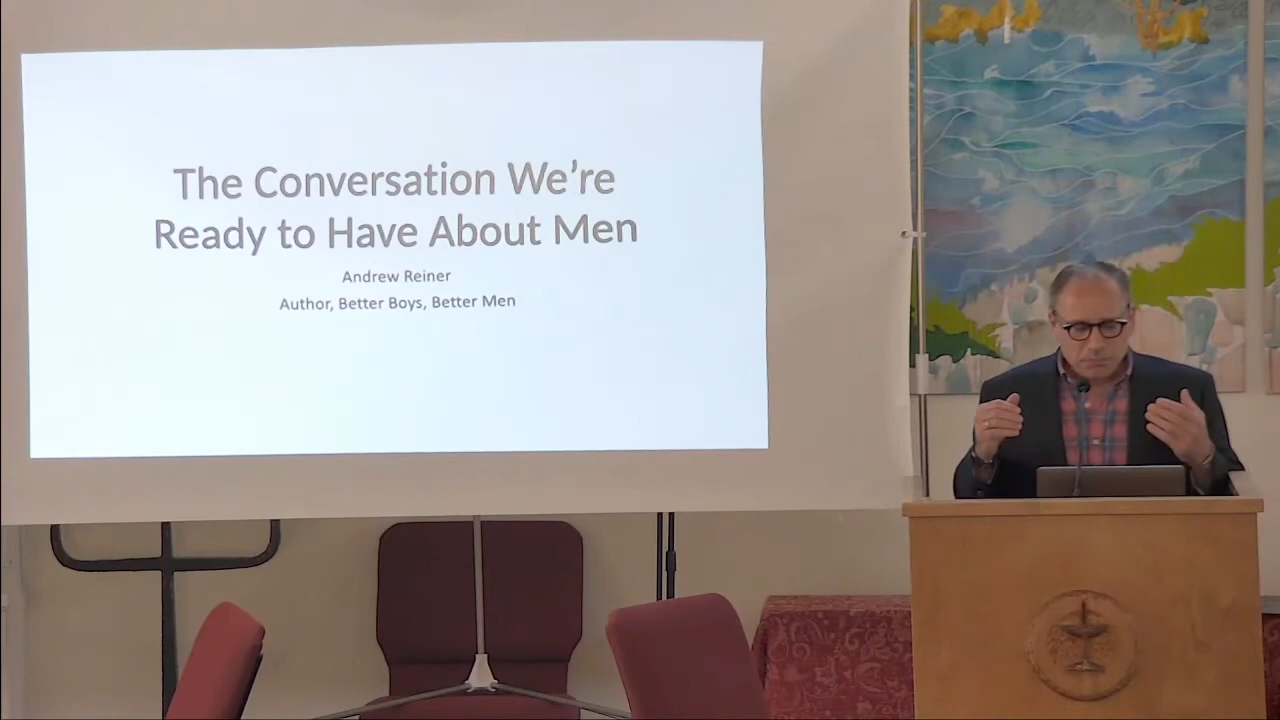 The Conversation We’re
Ready to Have About Men
Andrew Reiner
Author, Better Boys, Better Men